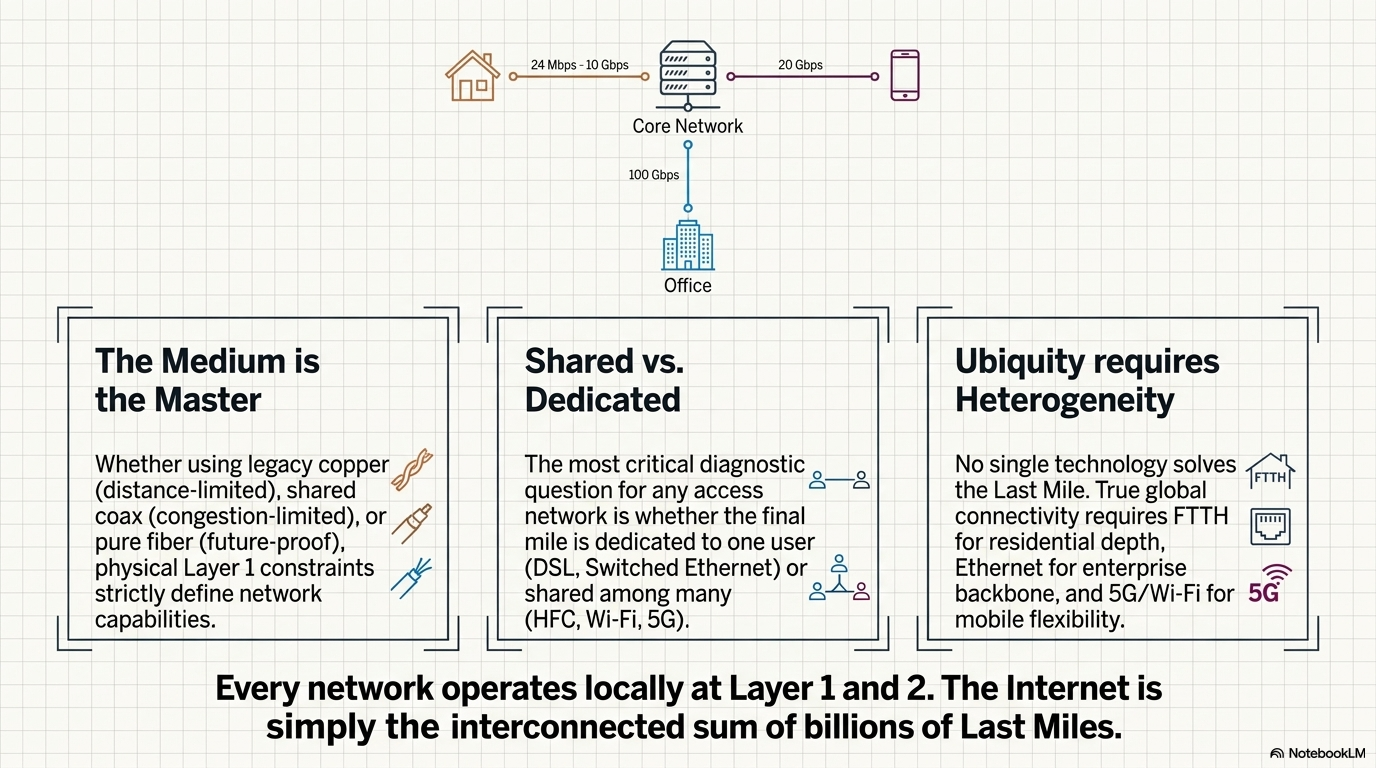 24 Mbps - 10 Gbps
20 Gbps
Core Network
100 Gbps
Office
The Medium is
the Master
Whether using legacy copper
(distance-limited), shared
coax (congestion-limited), or
pure fiber (future-proof),
physical Layer 1 constraints
strictly define network
capabilities.
Shared vs.
Dedicated
The most critical diagnostic
question for any access
network is whether the final
mile is dedicated to one user
(DSL, Switched Ethernet) or
shared among many
(HFC, Wi-Fi, 5G).
Ubiquity requires
Heterogeneity
No single technology solves
the Last Mile. True global
connectivity requires FTTH
for residential depth,
Ethernet for enterprise
backbone, and 5G/Wi-Fi for
mobile flexibility.
FTTH
5G
Every network operates locally at Layer 1 and 2. The Internet is
simply the interconnected sum of billions of Last Miles.
NotebookLM